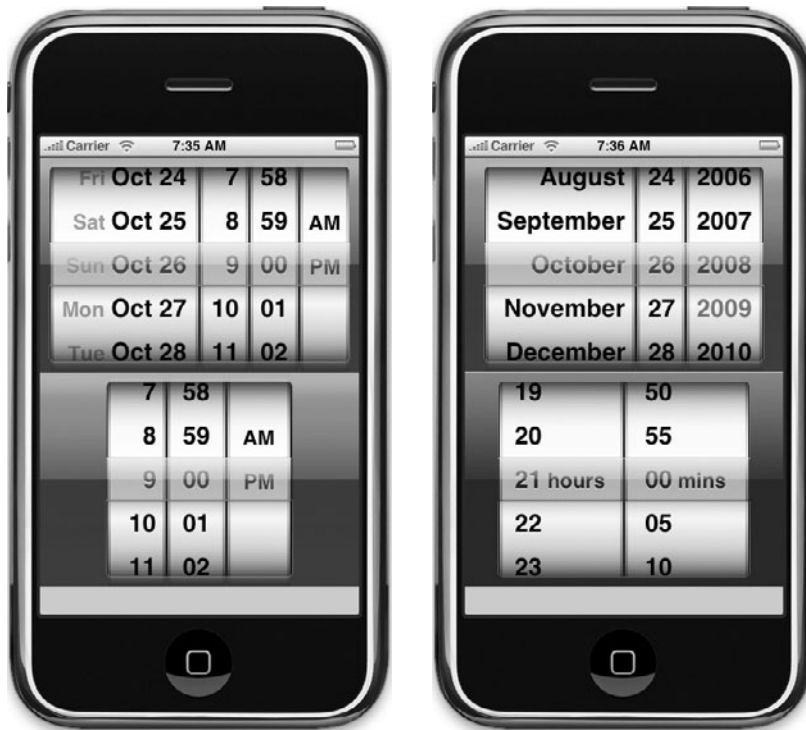 Carrier 7:35 AM
Fri Oct 24 7 58
Sat Oct 25 8 59 AM
Sun Oct 26 9 00 PM
Mon Oct 27 10 01
Tue Oct 28 11 02
7 58
8 59 AM
9 00 PM
10 01
11 02
Carrier 7:36 AM
August 24 2006
September 25 2007
October 26 2008
November 27 2009
December 28 2010
19 50
20 55
21 hours 00 mins
22 05
23 10